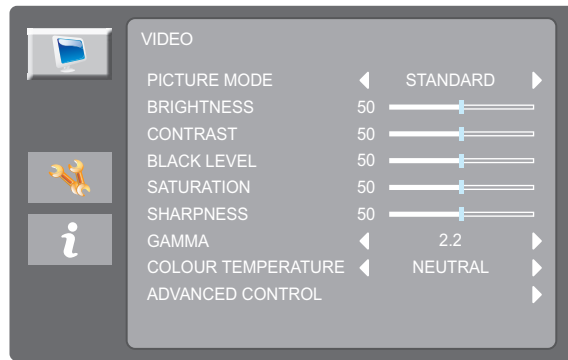 VIDEO
PICTURE MODE STANDARD
BRIGHTNESS 50
CONTRAST 50
BLACK LEVEL 50
SATURATION 50
SHARPNESS 50
GAMMA 2.2
COLOUR TEMPERATURE NEUTRAL
ADVANCED CONTROL
i